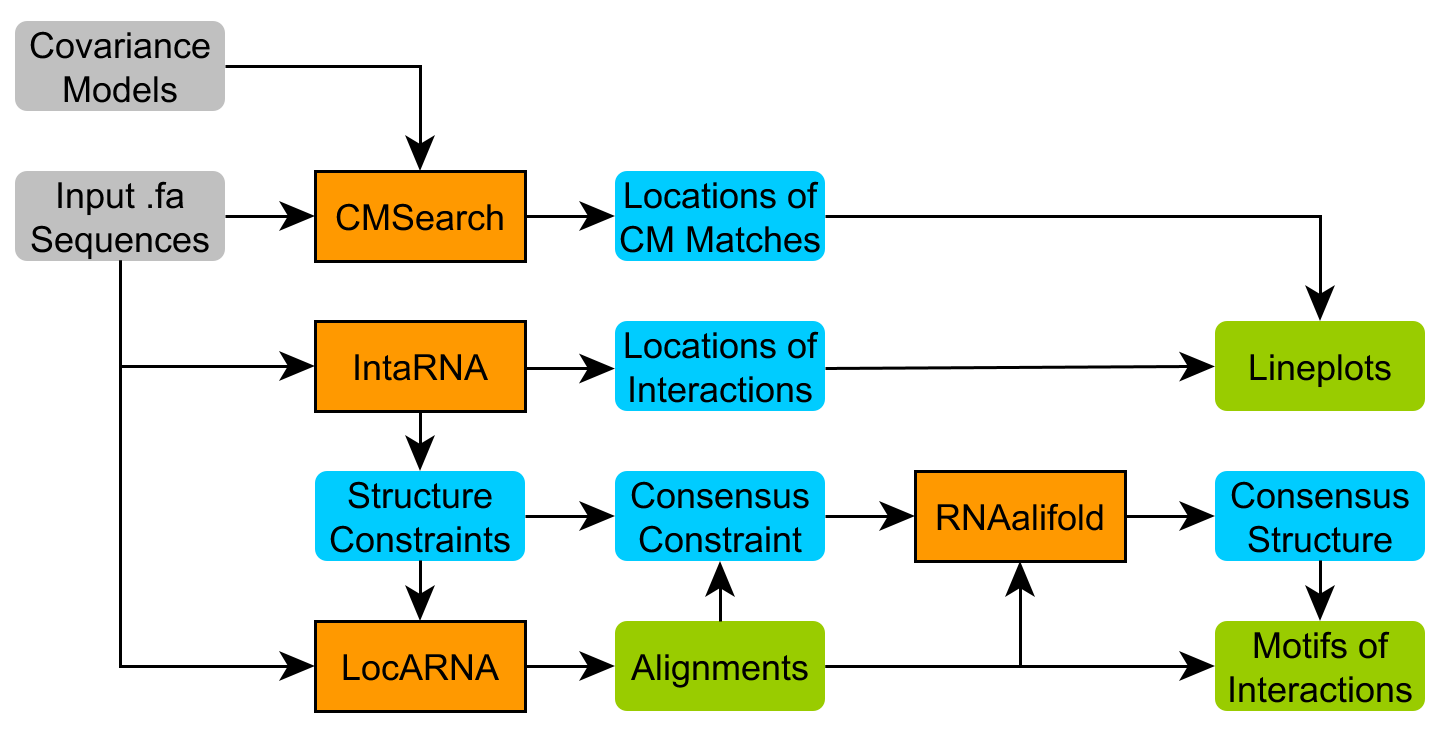 Covariance
Models
Input .fa
Sequences
CMSearch
Locations of
CM Matches
IntaRNA
Locations of
Interactions
Lineplots
Structure
Constraints
Consensus
Constraint
RNAalifold
Consensus
Structure
LocARNA
Alignments
Motifs of
Interactions